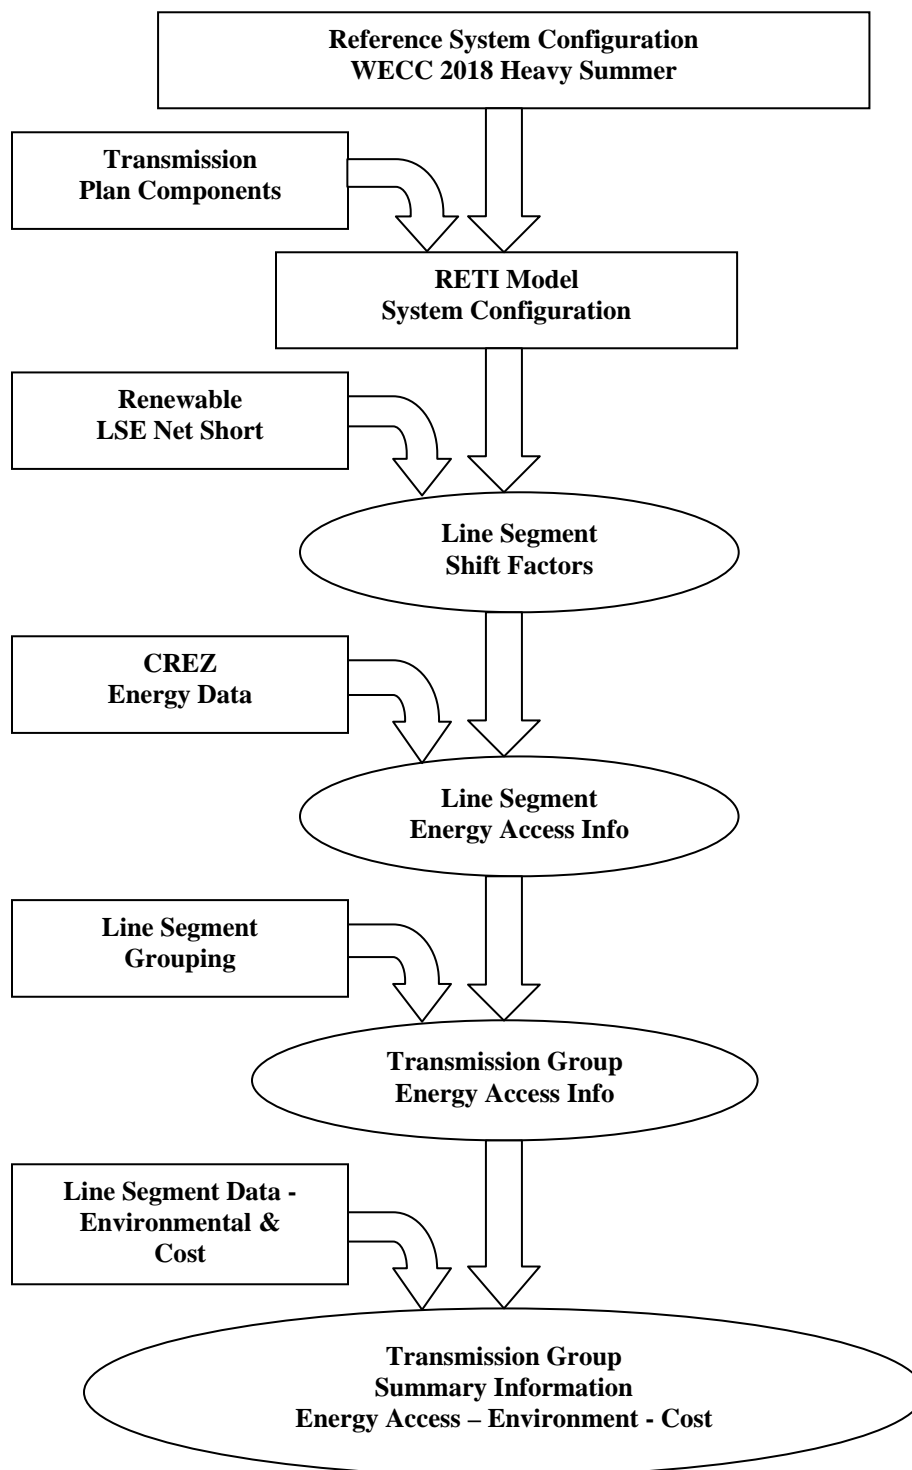 Reference System Configuration
WECC 2018 Heavy Summer
Transmission
Plan Components
RETI Model
System Configuration
Renewable
LSE Net Short
Line Segment
Shift Factors
CREZ
Energy Data
Line Segment
Energy Access Info
Line Segment
Grouping
Transmission Group
Energy Access Info
Line Segment Data -
Environmental &
Cost
Transmission Group
Summary Information
Energy Access – Environment - Cost